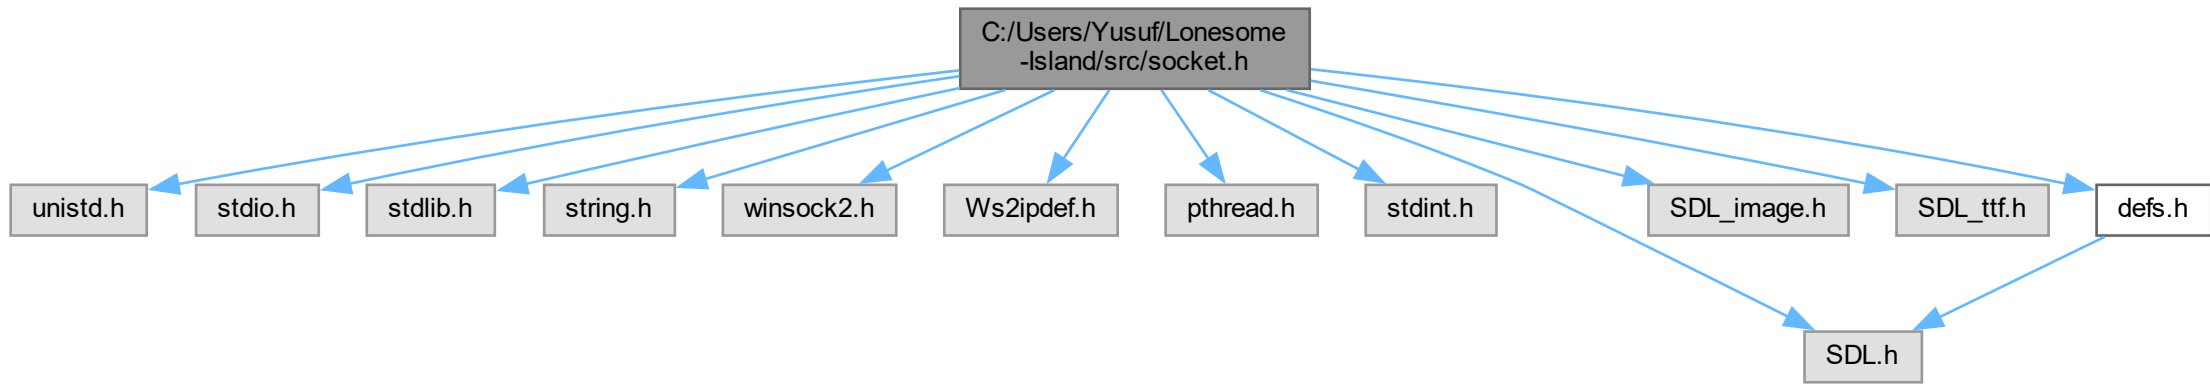 C:/Users/Yusuf/Lonesome
-Island/src/socket.h
unistd.h
stdio.h
stdlib.h
string.h
winsock2.h
Ws2ipdef.h
pthread.h
stdint.h
SDL_image.h
SDL_ttf.h
defs.h
SDL.h